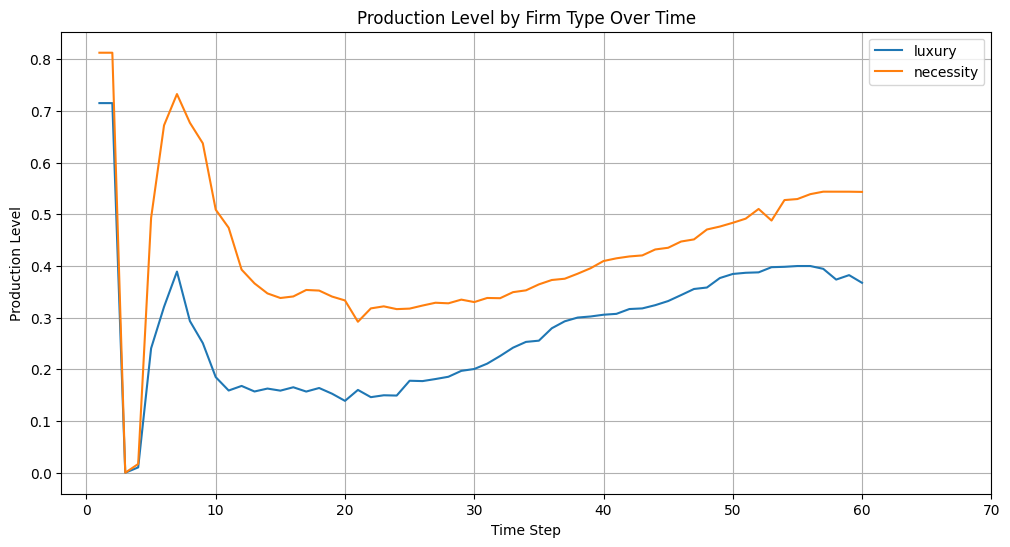 Production Level by Firm Type Over Time
luxury
necessity
Production Level
0.8
0.7
0.6
0.5
0.4
0.3
0.2
0.1
0.0
0 10 20 30 40 50 60 70
Time Step